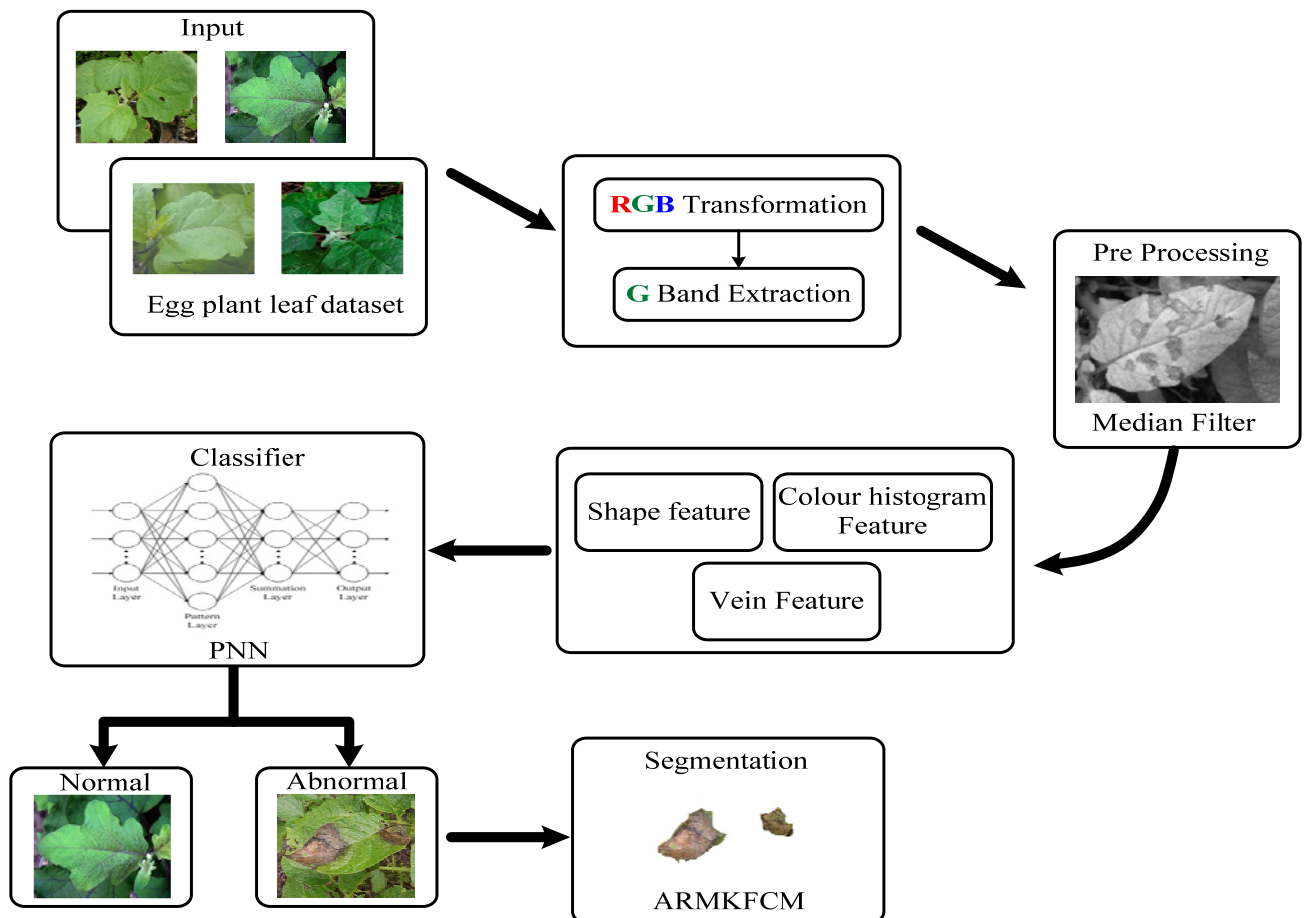 Input
Egg plant leaf dataset
RGB Transformation
G Band Extraction
Pre Processing
Median Filter
Shape feature
Colour histogram
Feature
Vein Feature
Classifier
Input
Layer
Pattern
Layer
Summation
Layer
Output
Layer
PNN
Normal
Abnormal
Segmentation
ARMKFCM